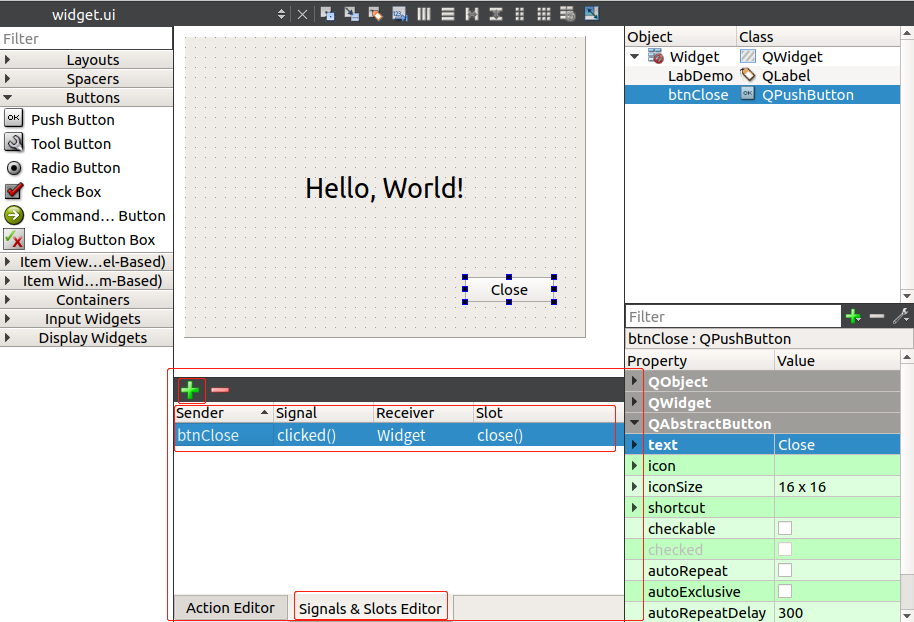 widget.ui
Filter
Layouts
Spacers
Buttons
OK Push Button
Tool Button
Radio Button
Check Box
Command... Button
Dialog Button Box
Item View...el-Based)
Item Wid...m-Based)
Containers
Input Widgets
Display Widgets
Hello, World!
Close
Sender Signal Receiver Slot
btnClose clicked() Widget close()
Action Editor Signals & Slots Editor
Object Class
Widget QWidget
LabDemo QLabel
btnClose OK QPushButton
Filter
btnClose : QPushButton
Property Value
QObject
QWidget
QAbstractButton
text Close
icon
iconSize 16 x 16
shortcut
checkable
checked
autoRepeat
autoExclusive
autoRepeatDelay 300